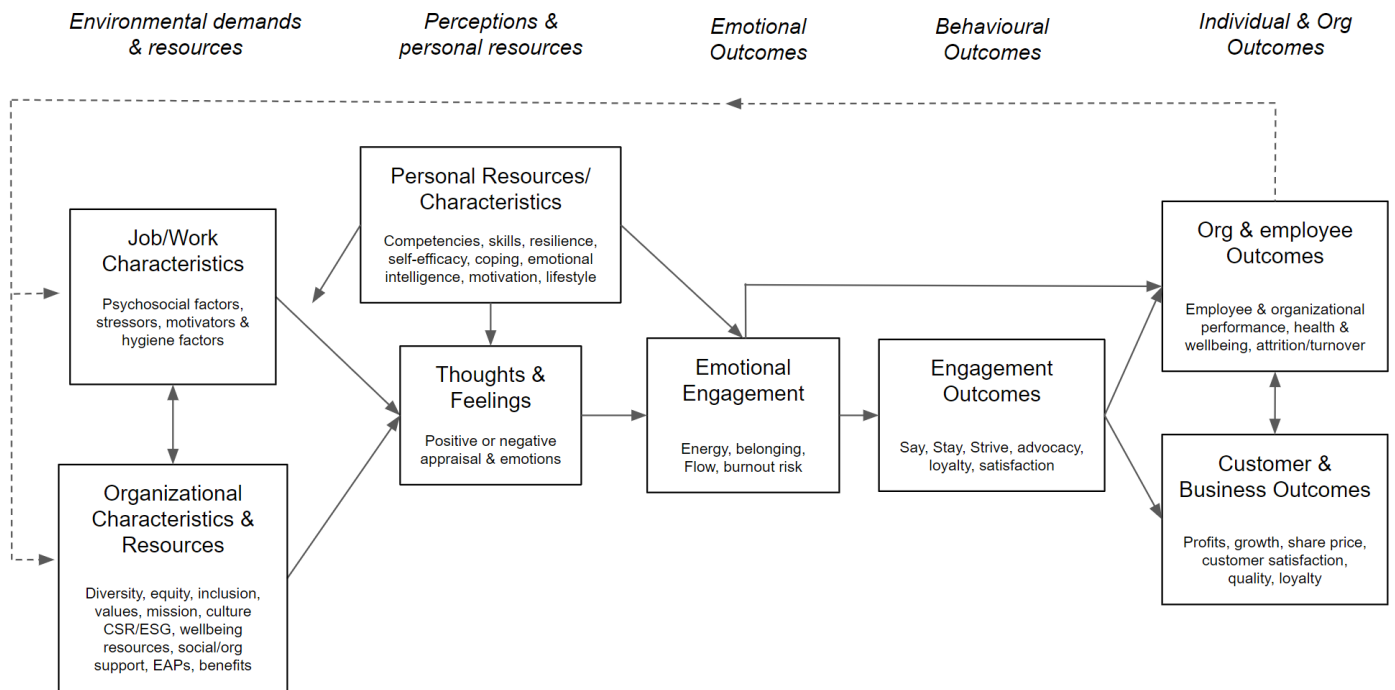 Environmental demands
& resources
Perceptions &
personal resources
Emotional
Outcomes
Behavioural
Outcomes
Individual & Org
Outcomes
Job/Work
Characteristics
Psychosocial factors,
stressors, motivators &
hygiene factors
Organizational
Characteristics &
Resources
Diversity, equity, inclusion,
values, mission, culture
CSR/ESG, wellbeing
resources, social/org
support, EAPs, benefits
Personal Resources/
Characteristics
Competencies, skills, resilience,
self-efficacy, coping, emotional
intelligence, motivation, lifestyle
Thoughts &
Feelings
Positive or negative
appraisal & emotions
Emotional
Engagement
Energy, belonging,
Flow, burnout risk
Engagement
Outcomes
Say, Stay, Strive, advocacy,
loyalty, satisfaction
Org & employee
Outcomes
Employee & organizational
performance, health &
wellbeing, attrition/turnover
Customer &
Business Outcomes
Profits, growth, share price,
customer satisfaction,
quality, loyalty